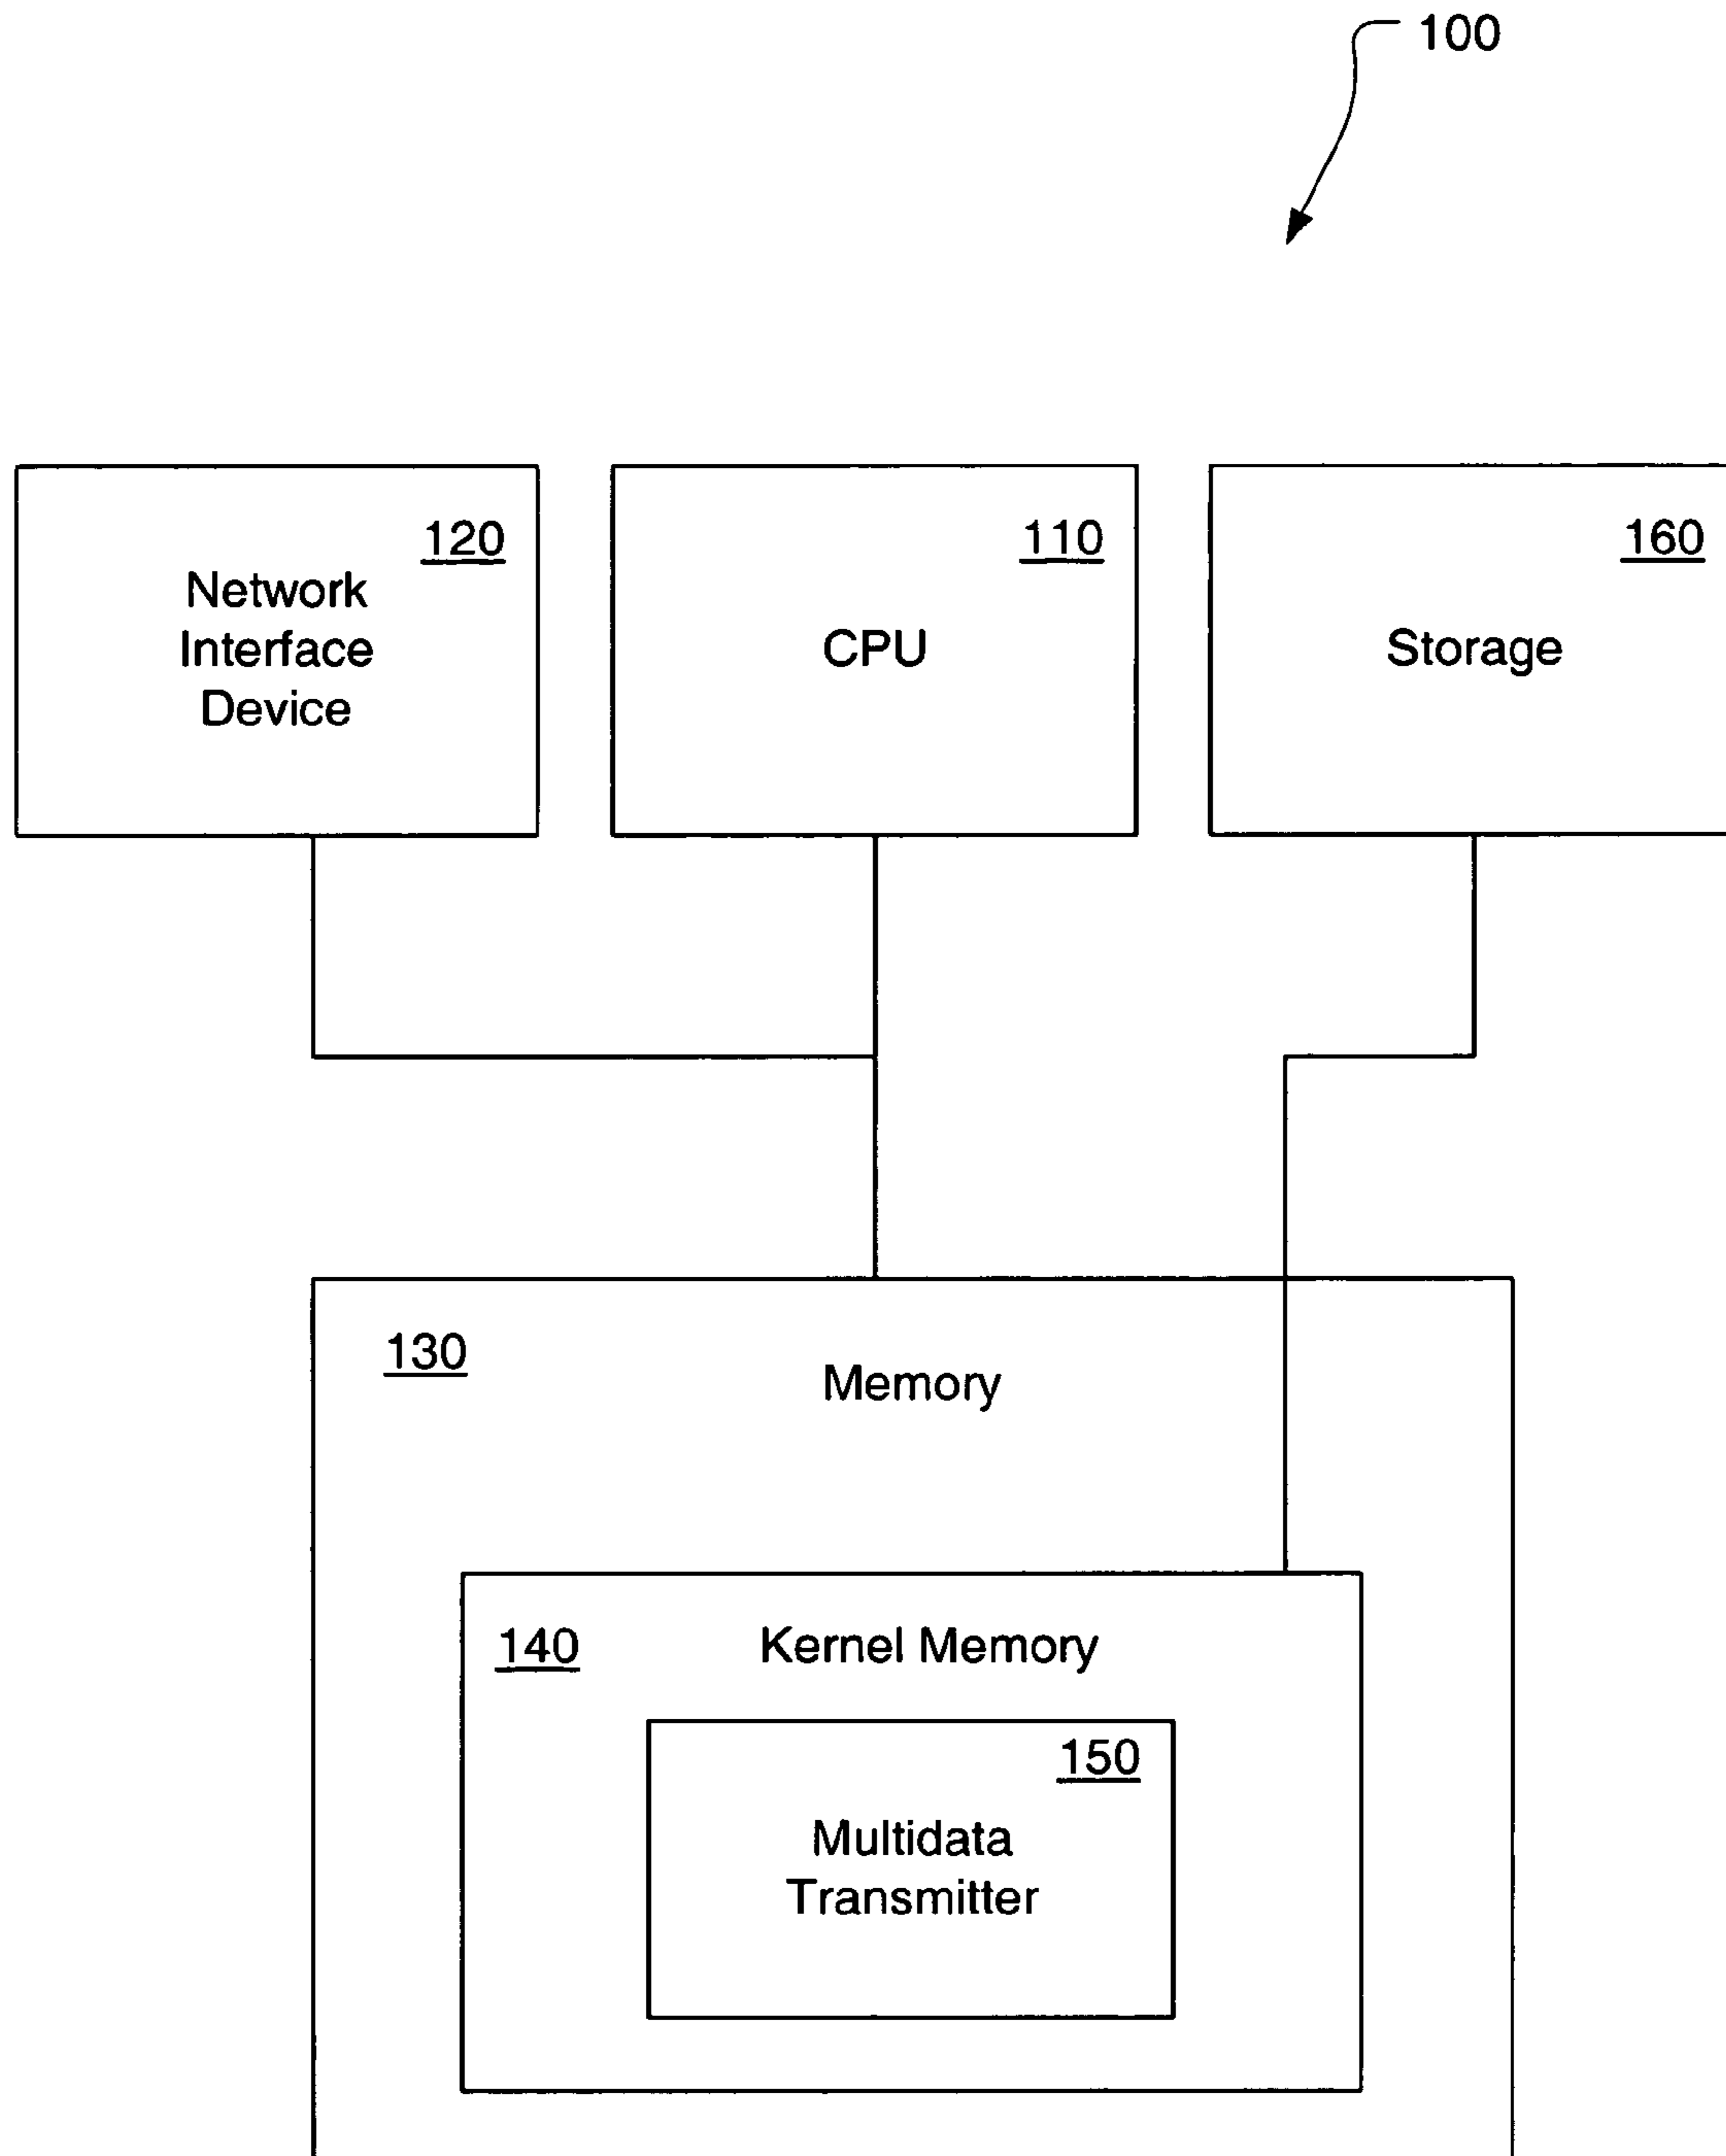 100
120
Network
Interface
Device
110
CPU
160
Storage
130
Memory
140
Kernel Memory
150
Multidata
Transmitter